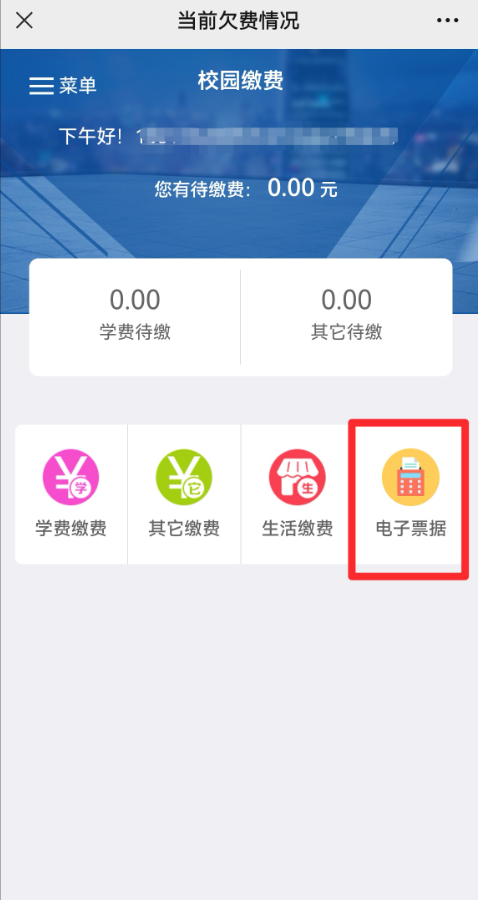 当前欠费情况
菜单
校园缴费
下午好！
您有待缴费： 0.00 元
0.00 0.00
学费待缴 其它待缴
学 它 生
学费缴费 其它缴费 生活缴费 电子票据